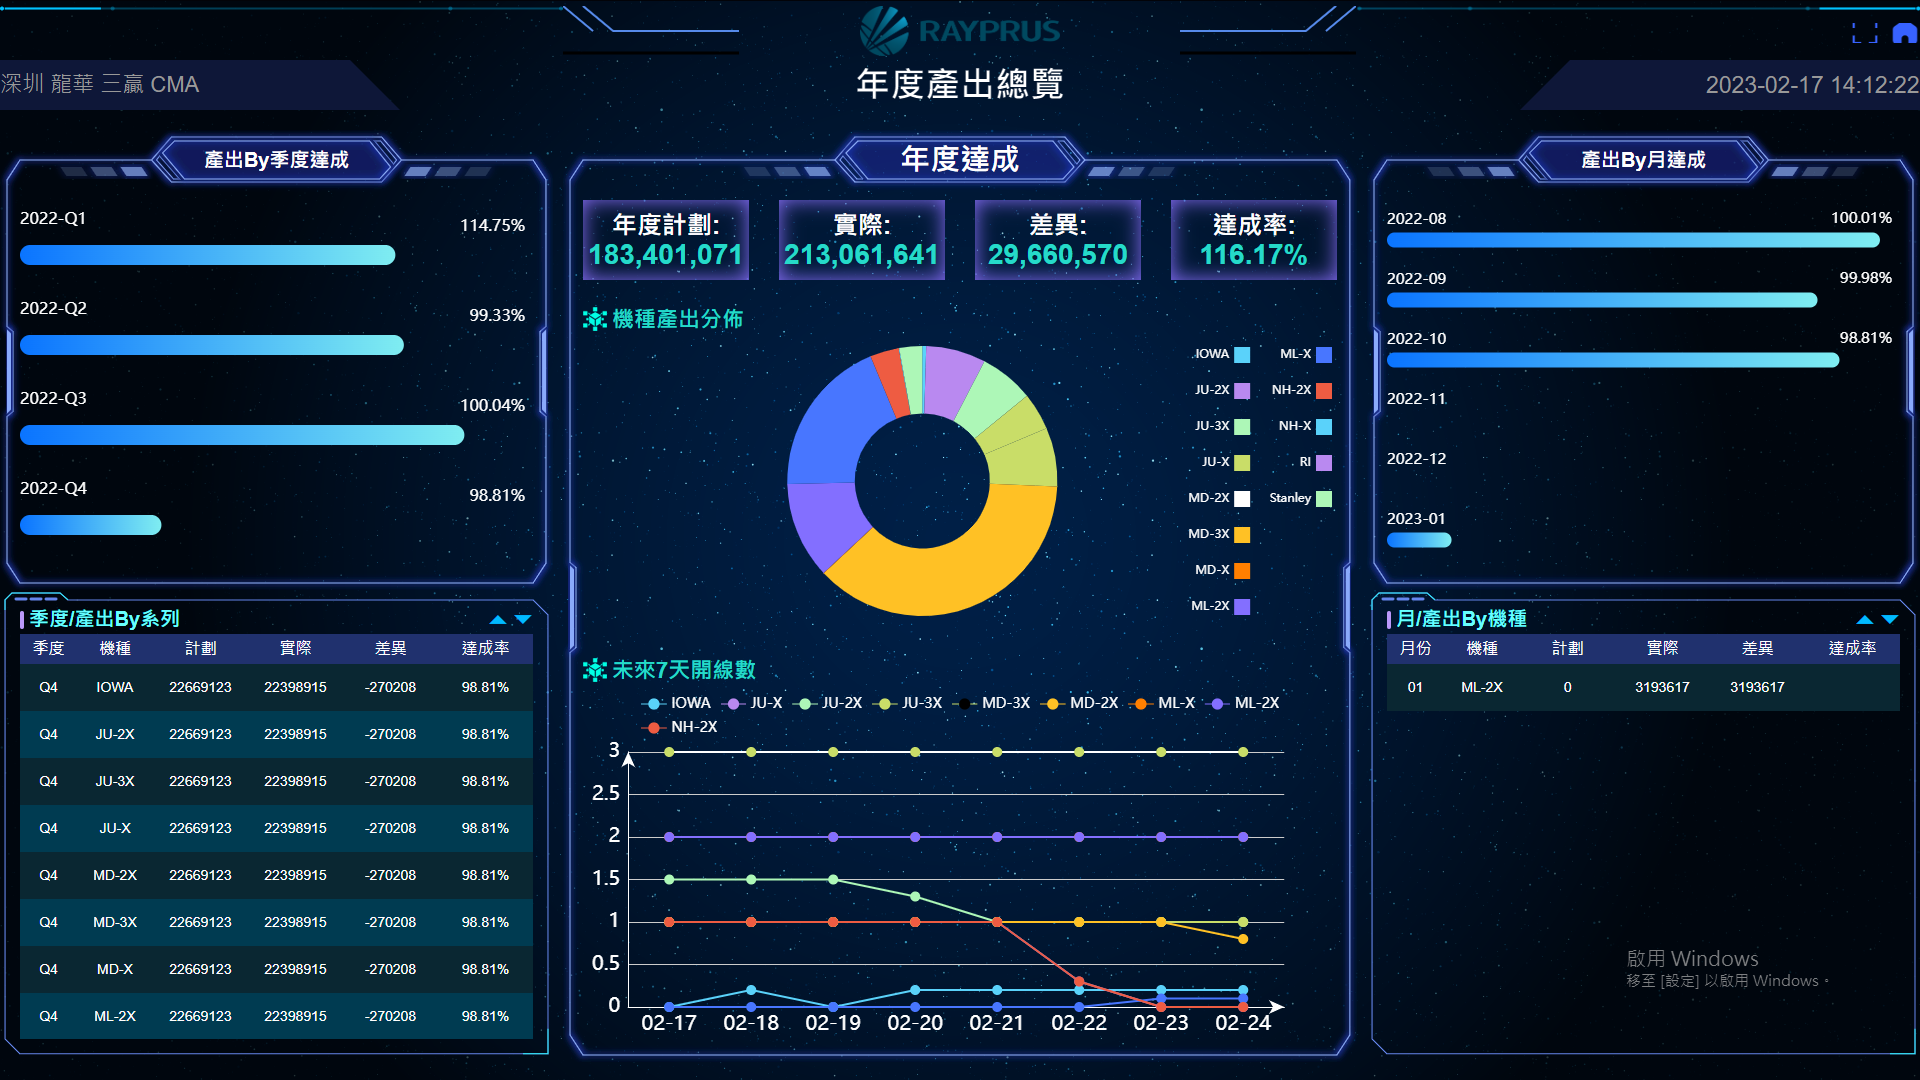 RAYPRUS
年度產出總覽
深圳 龍華 三贏 CMA
2023-02-17 14:12:22
產出By季度達成
2022-Q1 114.75%
2022-Q2 99.33%
2022-Q3 100.04%
2022-Q4 98.81%
季度/產出By系列
季度 機種 計劃 實際 差異 達成率
Q4 IOWA 22669123 22398915 -270208 98.81%
Q4 JU-2X 22669123 22398915 -270208 98.81%
Q4 JU-3X 22669123 22398915 -270208 98.81%
Q4 JU-X 22669123 22398915 -270208 98.81%
Q4 MD-2X 22669123 22398915 -270208 98.81%
Q4 MD-3X 22669123 22398915 -270208 98.81%
Q4 MD-X 22669123 22398915 -270208 98.81%
Q4 ML-2X 22669123 22398915 -270208 98.81%
年度達成
年度計劃: 實際: 差異: 達成率:
183,401,071 213,061,641 29,660,570 116.17%
機種產出分佈
IOWA ML-X
JU-2X NH-2X
JU-3X NH-X
JU-X RI
MD-2X Stanley
MD-3X
MD-X
ML-2X
未來7天開線數
IOWA JU-X JU-2X JU-3X MD-3X MD-2X ML-X ML-2X
NH-2X
3
2.5
2
1.5
1
0.5
0
02-17 02-18 02-19 02-20 02-21 02-22 02-23 02-24
產出By月達成
2022-08 100.01%
2022-09 99.98%
2022-10 98.81%
2022-11
2022-12
2023-01
月/產出By機種
月份 機種 計劃 實際 差異 達成率
01 ML-2X 0 3193617 3193617
啟用 Windows
移至 [設定] 以啟用 Windows。